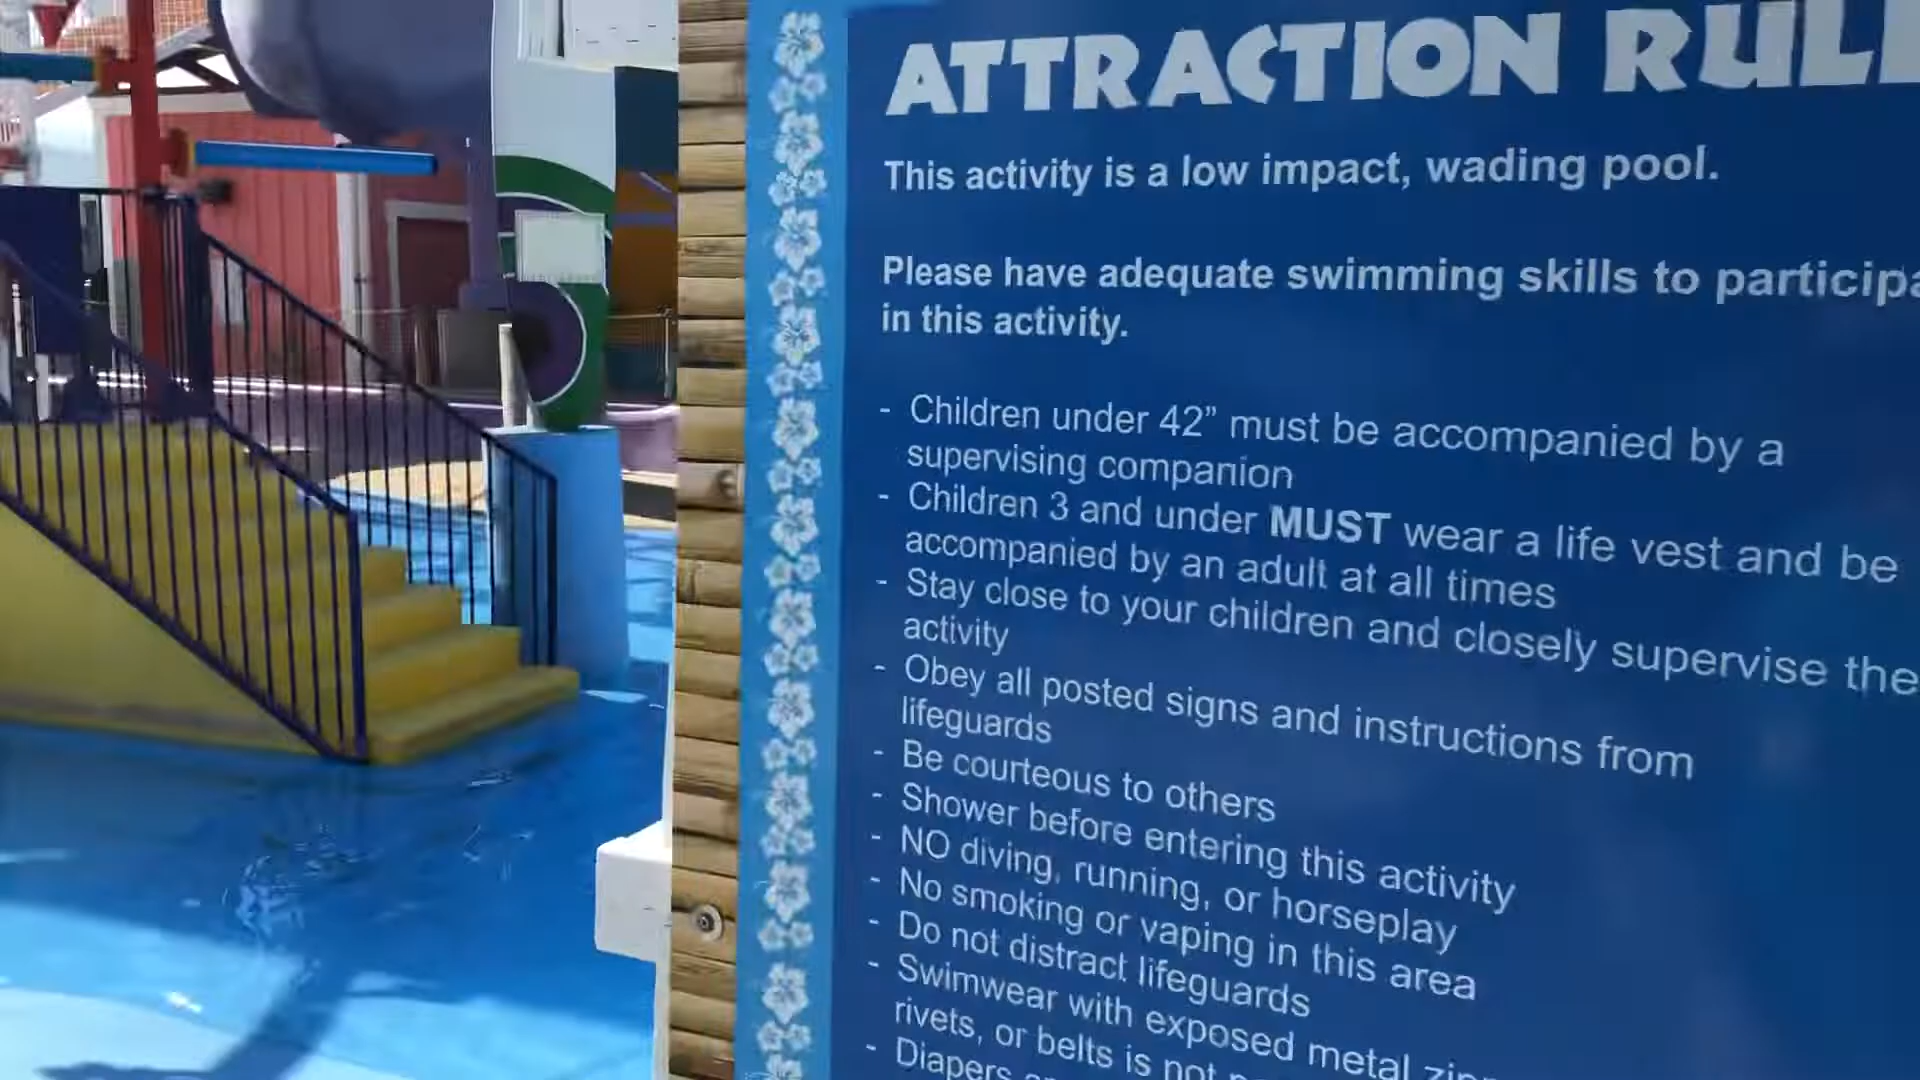 ATTRACTION RUL
This activity is a low impact, wading pool.
Please have adequate swimming skills to particip
in this activity.
- Children under 42” must be accompanied by a
supervising companion
- Children 3 and under MUST wear a life vest and be
accompanied by an adult at all times
- Stay close to your children and closely supervise the
activity
- Obey all posted signs and instructions from
lifeguards
- Be courteous to others
- Shower before entering this activity
- NO diving, running, or horseplay
- No smoking or vaping in this area
- Do not distract lifeguards
- Swimwear with exposed metal
rivets, or belts is not
- Diapers